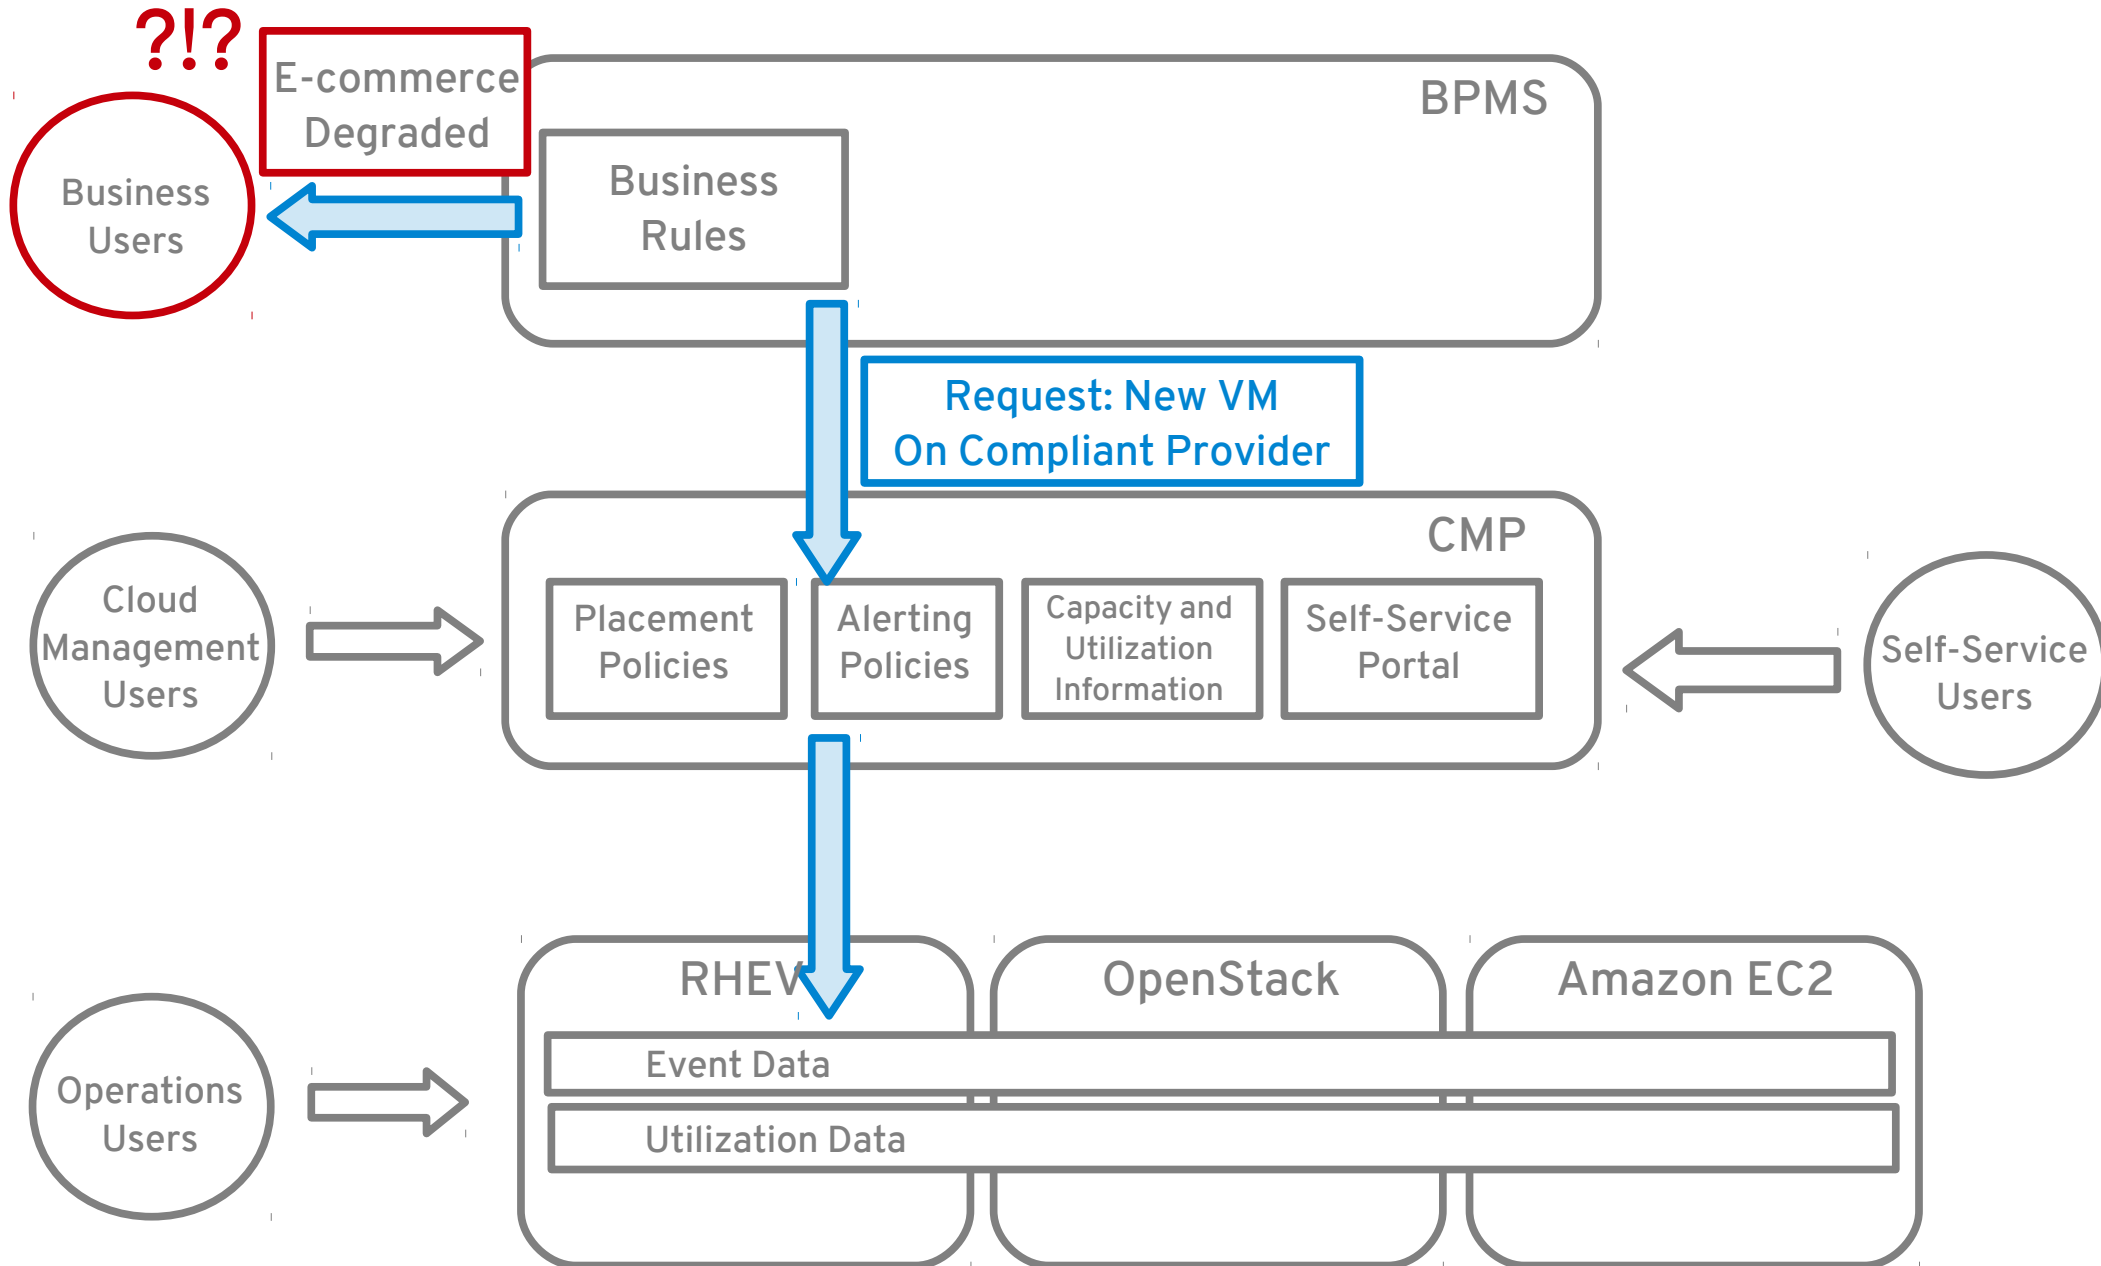 ?!?
E-commerce
Degraded
BPMS
Business
Users
Business
Rules
Request: New VM
On Compliant Provider
CMP
Cloud
Management
Users
Placement
Policies
Alerting
Policies
Capacity and
Utilization
Information
Self-Service
Portal
Self-Service
Users
RHEV
OpenStack
Amazon EC2
Operations
Users
Event Data
Utilization Data